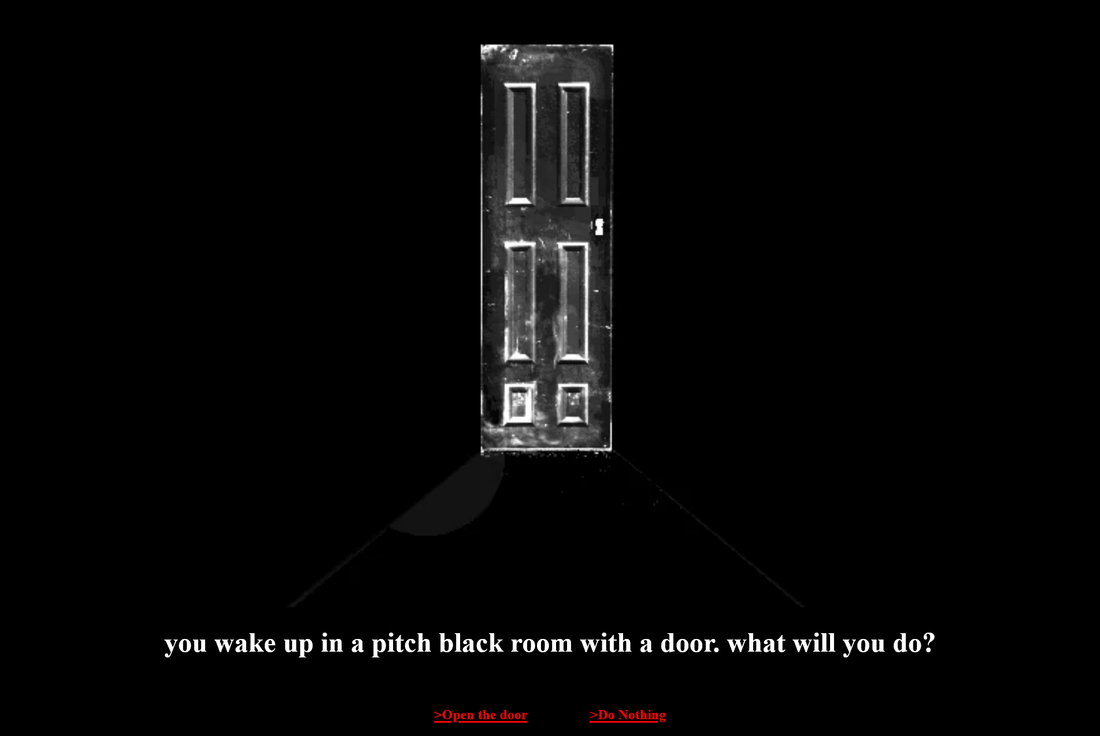 you wake up in a pitch black room with a door. what will you do?
>Open the door
>Do Nothing